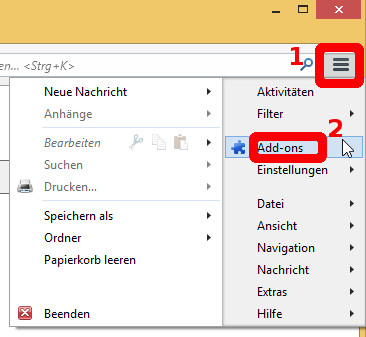 en... <Strg+K>
1
Neue Nachricht
Anhänge
Bearbeiten
Suchen
Drucken...
Speichern als
Ordner
Papierkorb leeren
Beenden
Aktivitäten
Filter
2
Add-ons
Einstellungen
Datei
Ansicht
Navigation
Nachricht
Extras
Hilfe